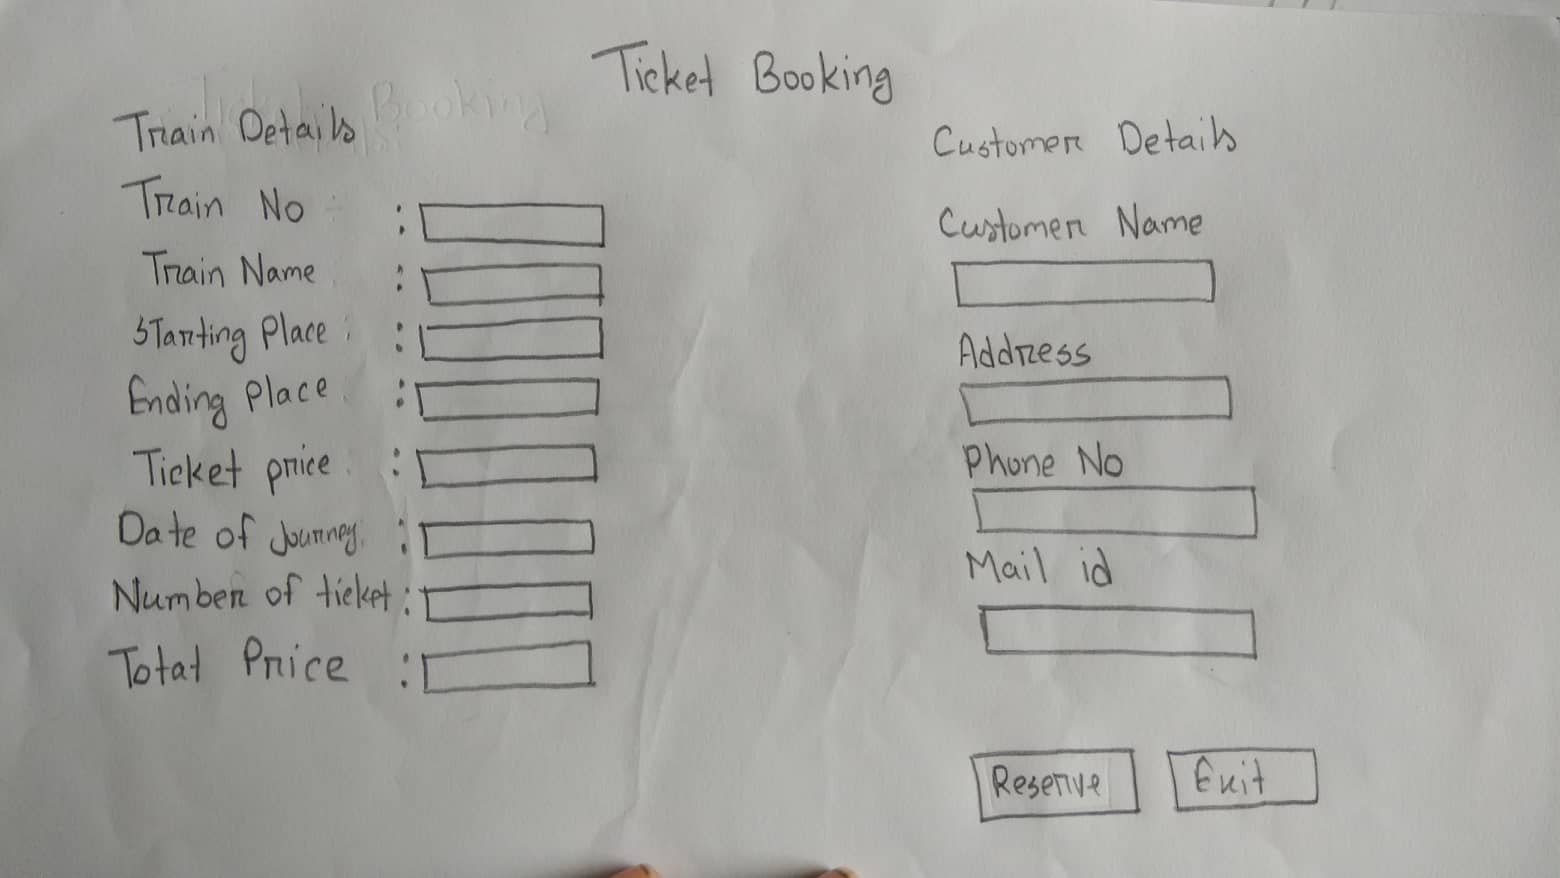 Ticket Booking
Train Details
Train No :
Train Name :
Starting Place :
Ending Place :
Ticket price :
Date of Journey :
Number of ticket :
Total Price :
Customer Details
Customer Name
Address
Phone No
Mail id
Reserve
Exit